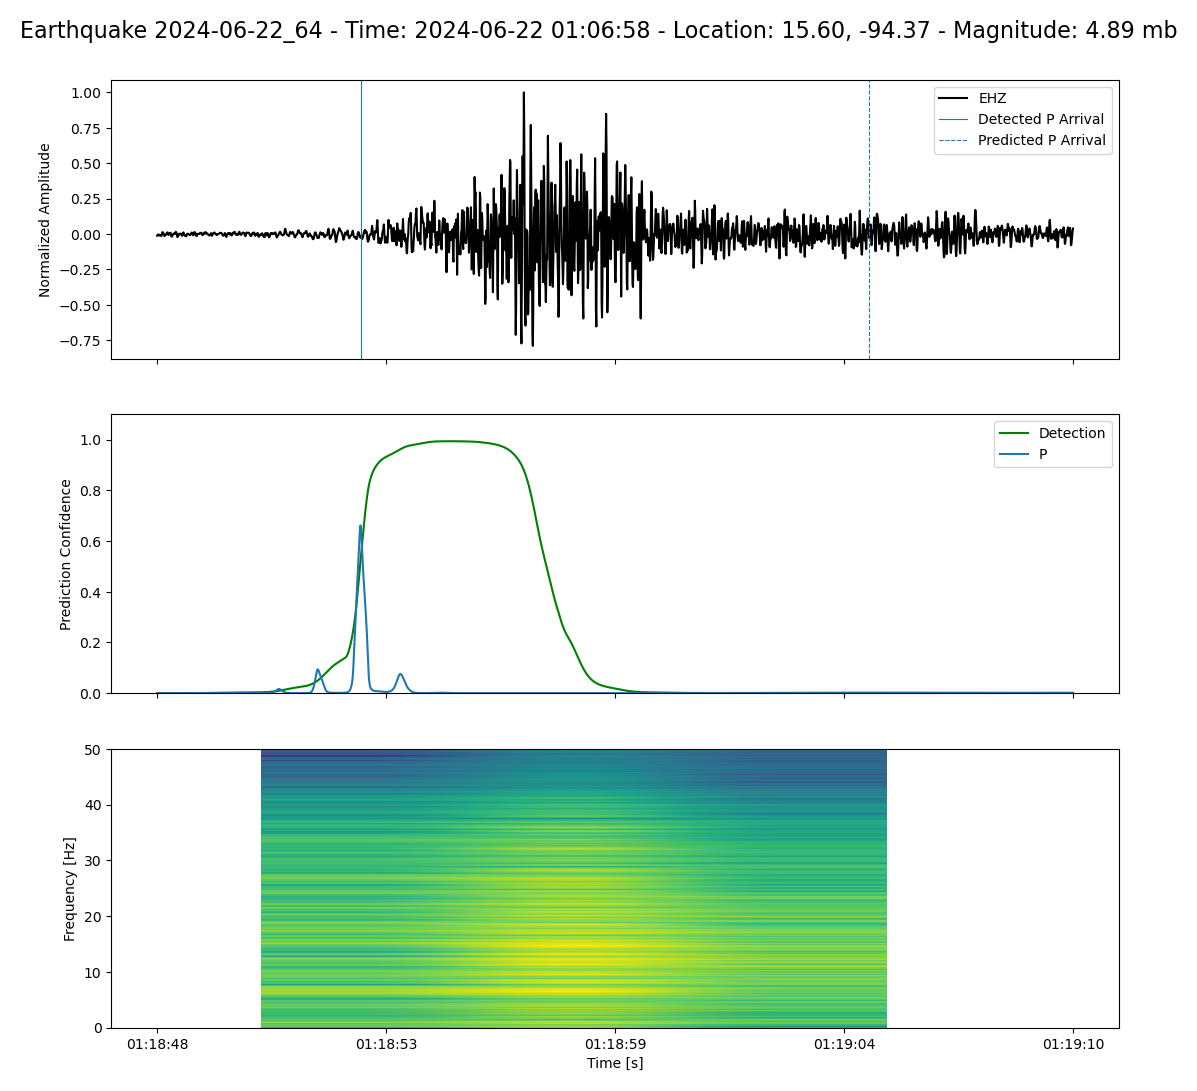 Earthquake 2024-06-22_64 - Time: 2024-06-22 01:06:58 - Location: 15.60, -94.37 - Magnitude: 4.89 mb
Normalized Amplitude
1.00
0.75
0.50
0.25
0.00
−0.25
−0.50
−0.75
EHZ
Detected P Arrival
Predicted P Arrival
Prediction Confidence
1.0
0.8
0.6
0.4
0.2
0.0
Detection
P
Frequency [Hz]
50
40
30
20
10
0
01:18:48 01:18:53 01:18:59 01:19:04 01:19:10
Time [s]